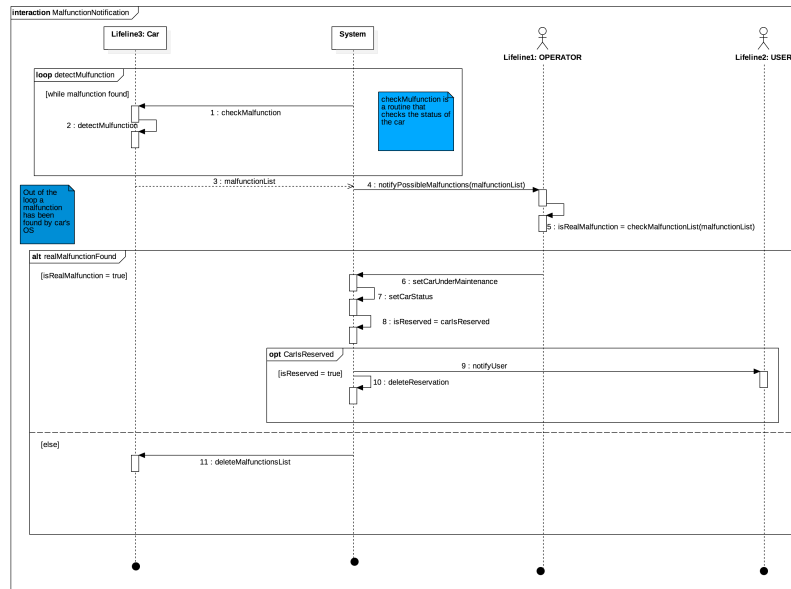 interaction MalfunctionNotification
Lifeline3: Car
System
Lifeline1: OPERATOR
Lifeline2: USER
loop detectMulfunction
[while malfunction found]
1 : checkMalfunction
checkMulfunction is
a routine that
checks the status of
the car
2 : detectMulfunction
3 : malfunctionList
4 : notifyPossibleMalfunctions(malfunctionList)
Out of the
loop a
malfunction
has been
found by car's
OS
5 : isRealMalfunction = checkMalfunctionList(malfunctionList)
alt realMalfunctionFound
[isRealMalfunction = true]
6 : setCarUnderMaintenance
7 : setCarStatus
8 : isReserved = carIsReserved
opt CarIsReserved
[isReserved = true]
9 : notifyUser
10 : deleteReservation
[else]
11 : deleteMalfunctionsList